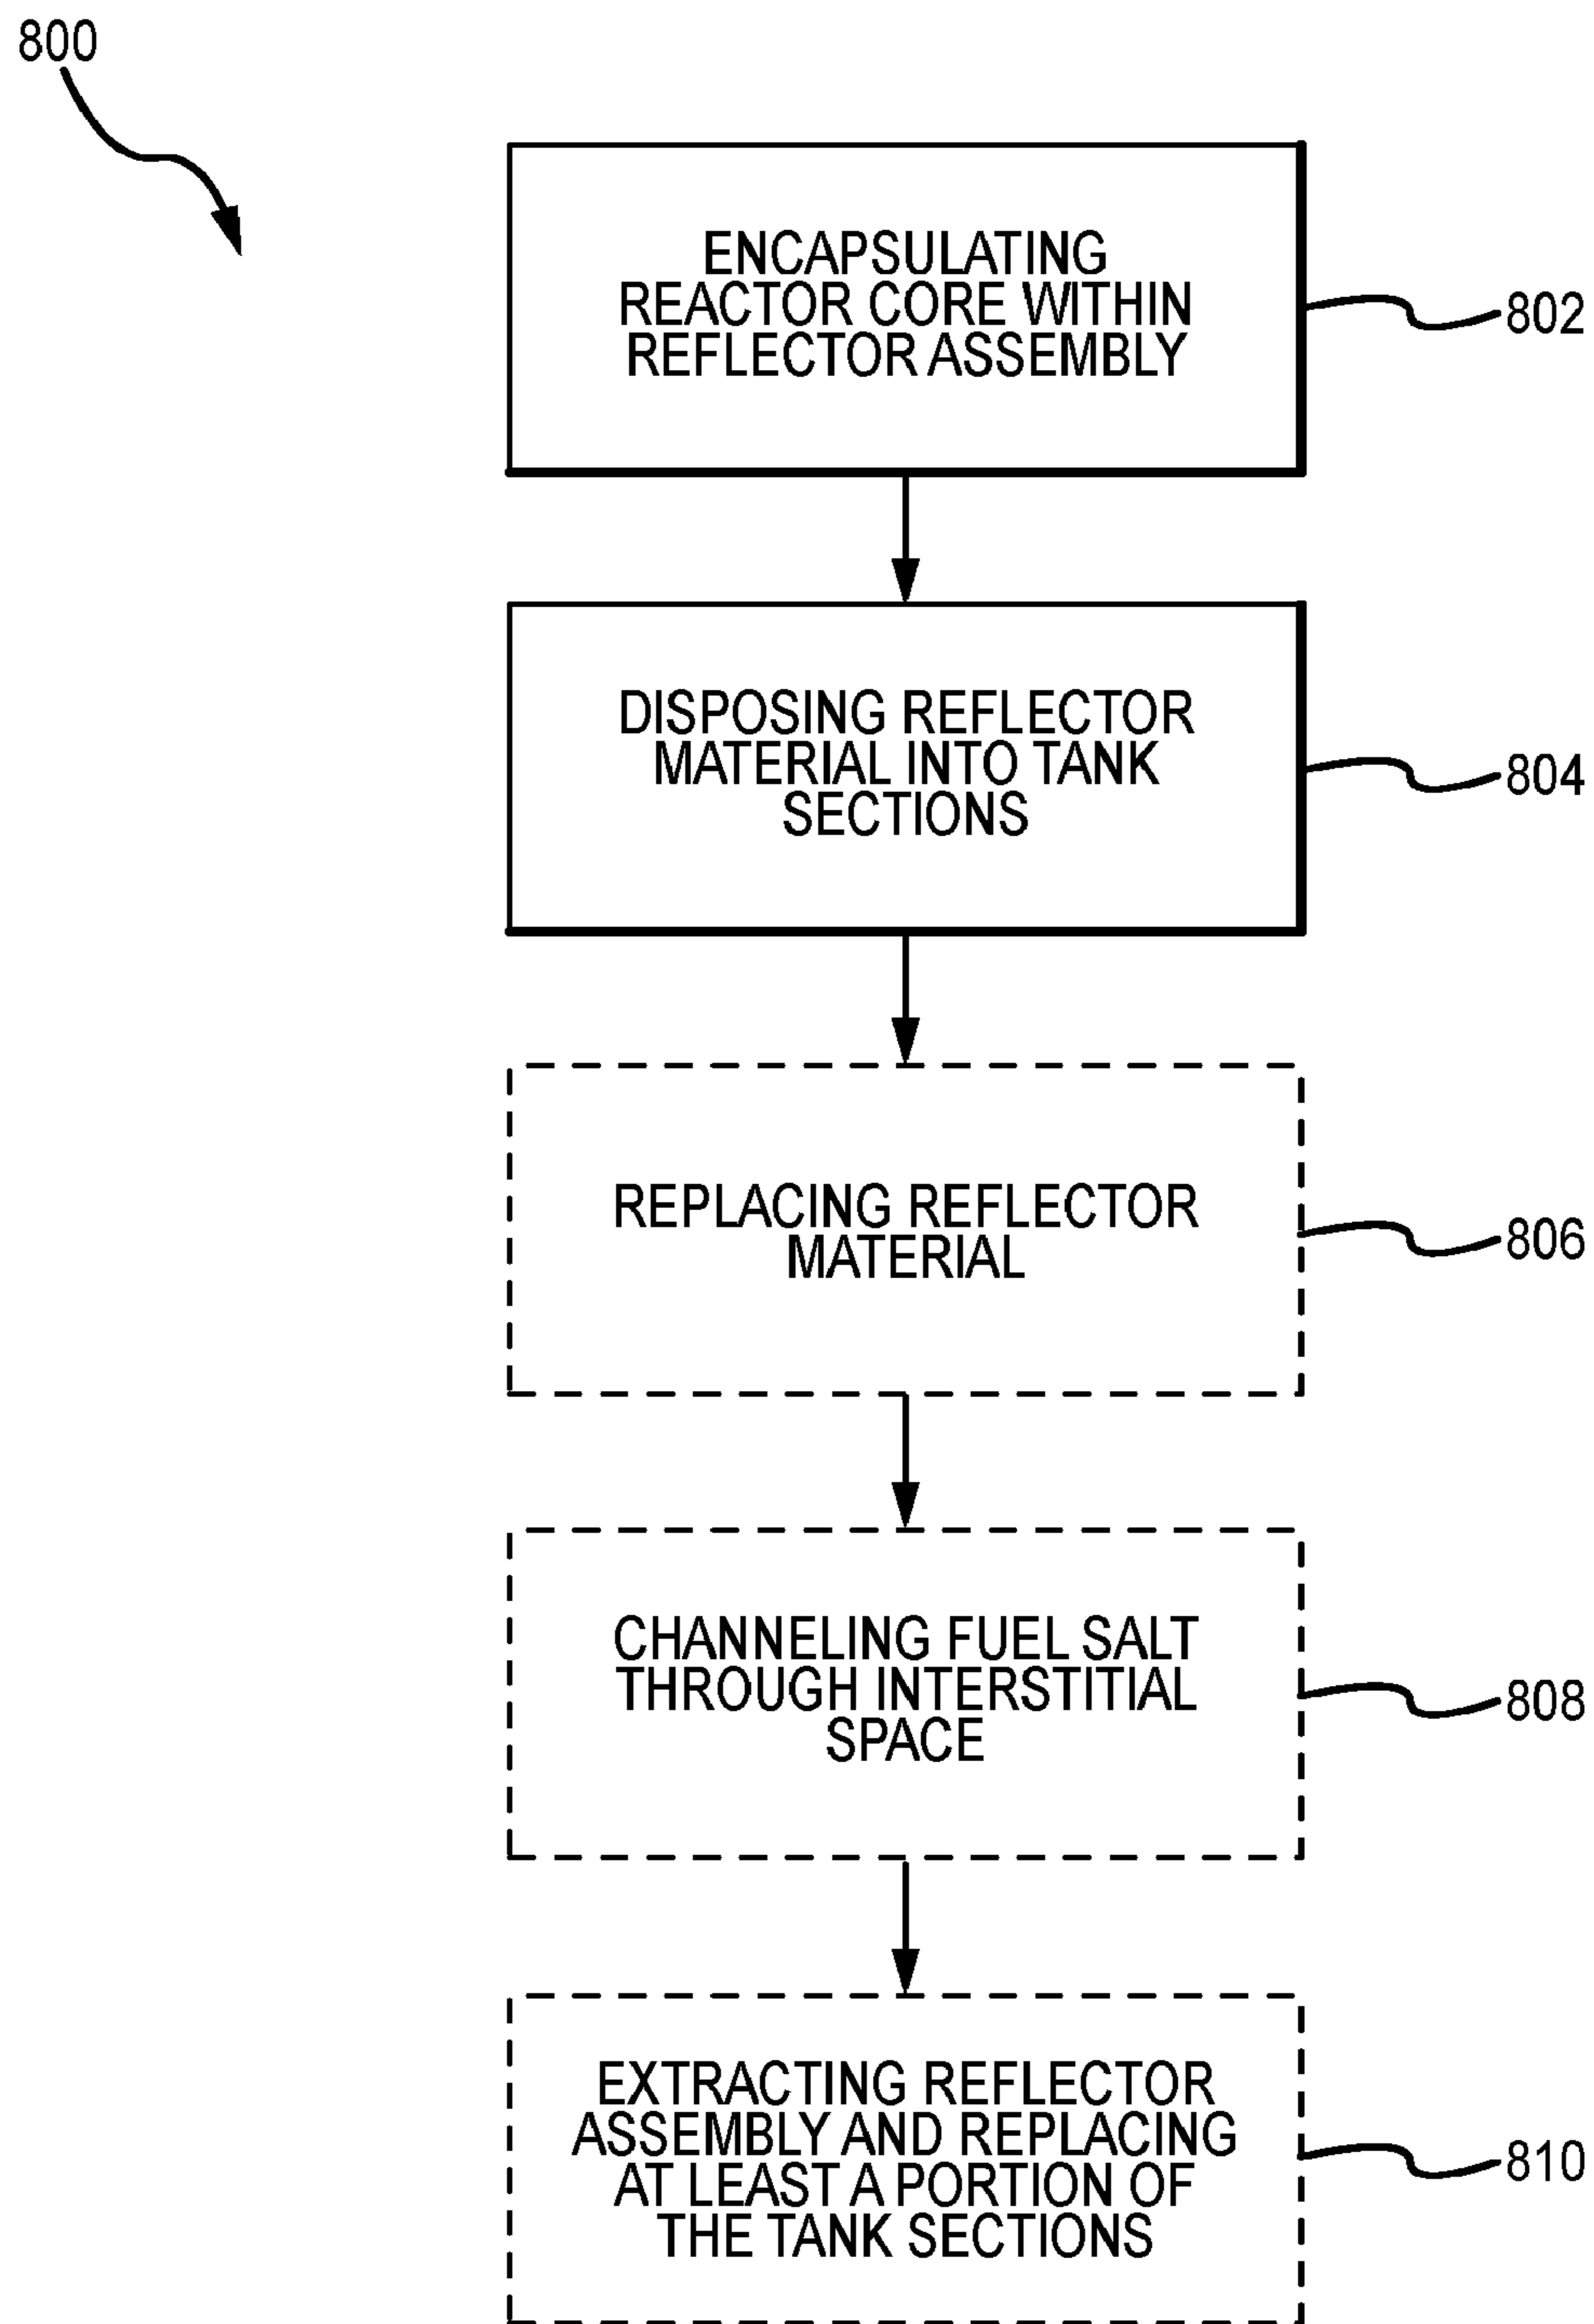 800
ENCAPSULATING
REACTOR CORE WITHIN
REFLECTOR ASSEMBLY
802
DISPOSING REFLECTOR
MATERIAL INTO TANK
SECTIONS
804
REPLACING REFLECTOR
MATERIAL
806
CHANNELING FUEL SALT
THROUGH INTERSTITIAL
SPACE
808
EXTRACTING REFLECTOR
ASSEMBLY AND REPLACING
AT LEAST A PORTION OF
THE TANK SECTIONS
810